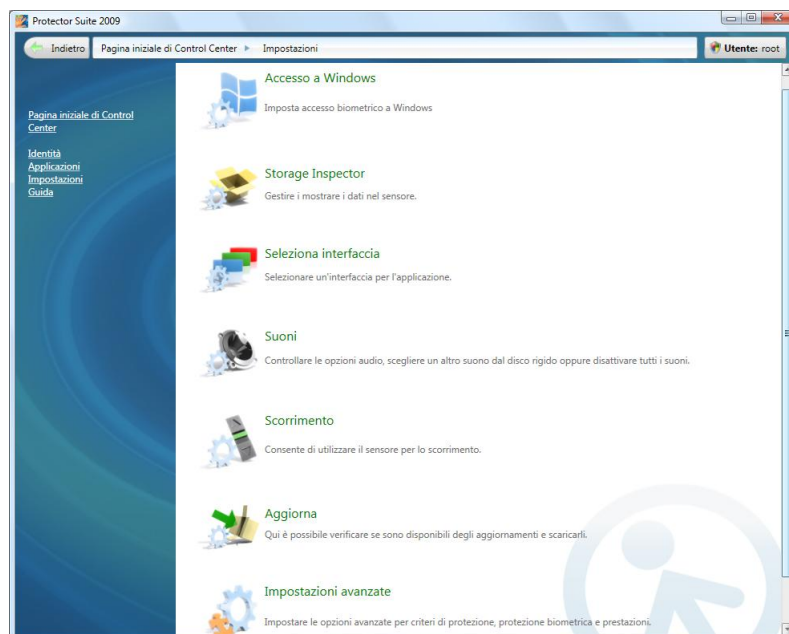 Protector Suite 2009
Indietro Pagina iniziale di Control Center Impostazioni Utente: root
Pagina iniziale di Control
Center
Identità
Applicazioni
Impostazioni
Guida
Accesso a Windows
Imposta accesso biometrico a Windows
Storage Inspector
Gestire i mostrare i dati nel sensore.
Seleziona interfaccia
Selezionare un'interfaccia per l'applicazione.
Suoni
Controllare le opzioni audio, scegliere un altro suono dal disco rigido oppure disattivare tutti i suoni.
Scorrimento
Consente di utilizzare il sensore per lo scorrimento.
Aggiorna
Qui è possibile verificare se sono disponibili degli aggiornamenti e scaricarli.
Impostazioni avanzate
Impostare le opzioni avanzate per criteri di protezione, protezione biometrica e prestazioni.